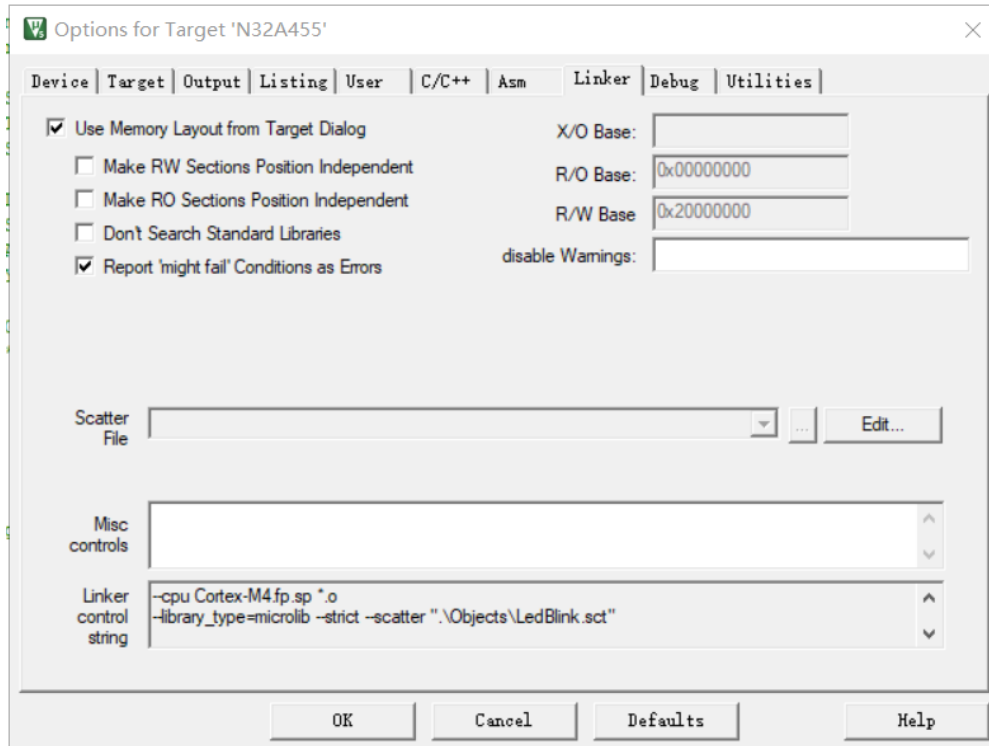 Options for Target 'N32A455'
Device Target Output Listing User C/C++ Asm Linker Debug Utilities
Use Memory Layout from Target Dialog
X/O Base:
Make RW Sections Position Independent
R/O Base: 0x00000000
Make RO Sections Position Independent
R/W Base 0x20000000
Don't Search Standard Libraries
disable Warnings:
Report 'might fail' Conditions as Errors
Scatter
File
...
Edit...
Misc
controls
Linker
control
string
--cpu Cortex-M4.fp.sp *.o
--library_type=microlib --strict --scatter ".\Objects\LedBlink.sct"
OK Cancel Defaults Help